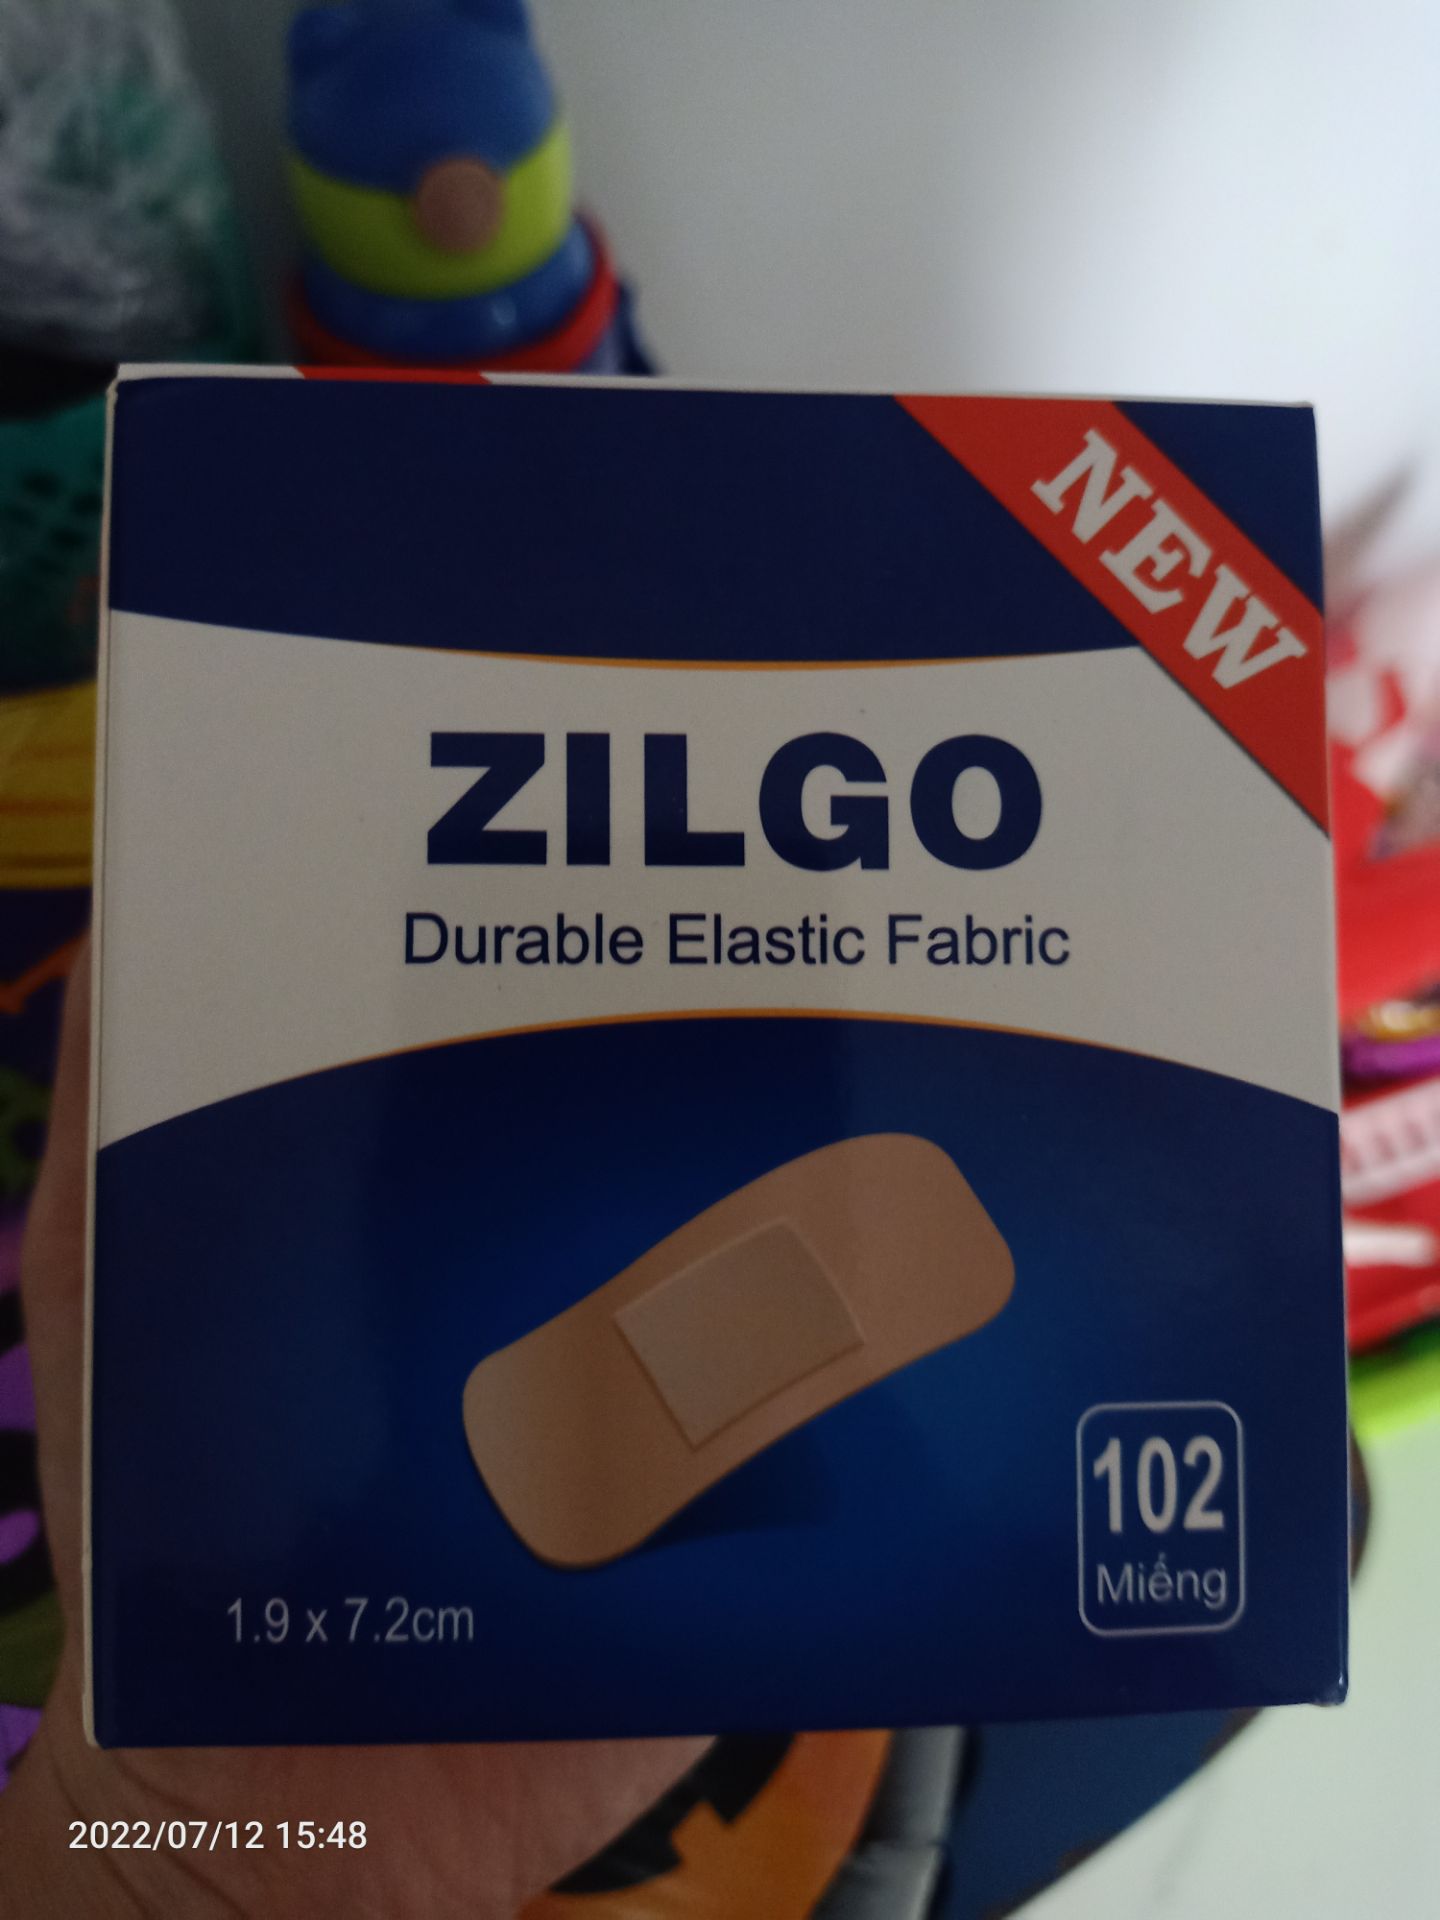 NEW
ZILGO
Durable Elastic Fabric
102
Miếng
1.9 x 7.2cm
2022/07/12 15:48